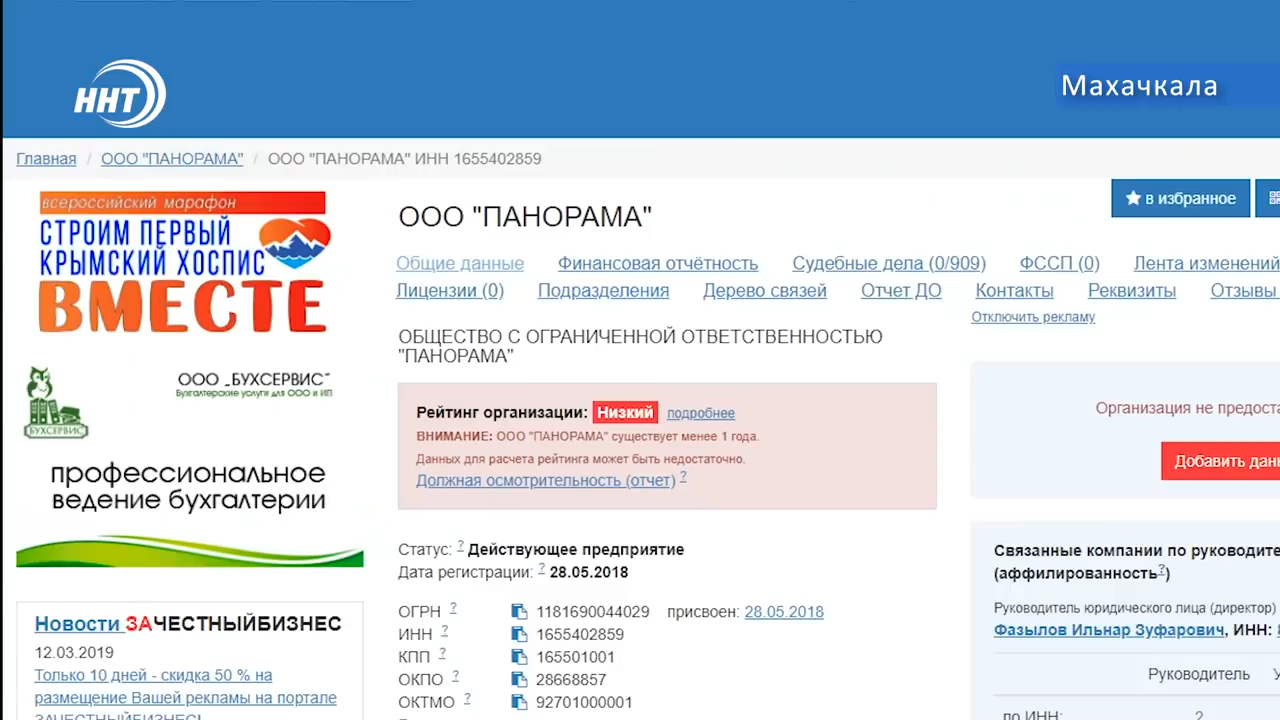 ННТ
Махачкала
Главная / ООО "ПАНОРАМА" / ООО "ПАНОРАМА" ИНН 1655402859
всероссийский марафон
СТРОИМ ПЕРВЫЙ
КРЫМСКИЙ ХОСПИС
ВМЕСТЕ
ООО „БУХСЕРВИС"
Бухгалтерские услуги для ООО и ИП
БУХСЕРВИС
профессиональное
ведение бухгалтерии
Новости ЗАЧЕСТНЫЙБИЗНЕС
12.03.2019
Только 10 дней - скидка 50 % на
размещение Вашей рекламы на портале
ЗАЧЕСТНЫЙБИЗНЕС!
ООО "ПАНОРАМА"
в избранное
Общие данные Финансовая отчётность Судебные дела (0/909) ФССП (0) Лента изменений
Лицензии (0) Подразделения Дерево связей Отчет ДО Контакты Реквизиты Отзывы
Отключить рекламу
ОБЩЕСТВО С ОГРАНИЧЕННОЙ ОТВЕТСТВЕННОСТЬЮ
"ПАНОРАМА"
Рейтинг организации: Низкий подробнее
ВНИМАНИЕ: ООО "ПАНОРАМА" существует менее 1 года.
Данных для расчета рейтинга может быть недостаточно.
Должная осмотрительность (отчет) ?
Статус: ? Действующее предприятие
Дата регистрации: ? 28.05.2018
ОГРН ? 1181690044029 присвоен: 28.05.2018
ИНН ? 1655402859
КПП ? 165501001
ОКПО ? 28668857
ОКТМО ? 92701000001
Организация не предоста
Добавить дан
Связанные компании по руководите
(аффилированность?)
Руководитель юридического лица (директор)
Фазылов Ильнар Зуфарович, ИНН:
Руководитель
по ИНН: 2